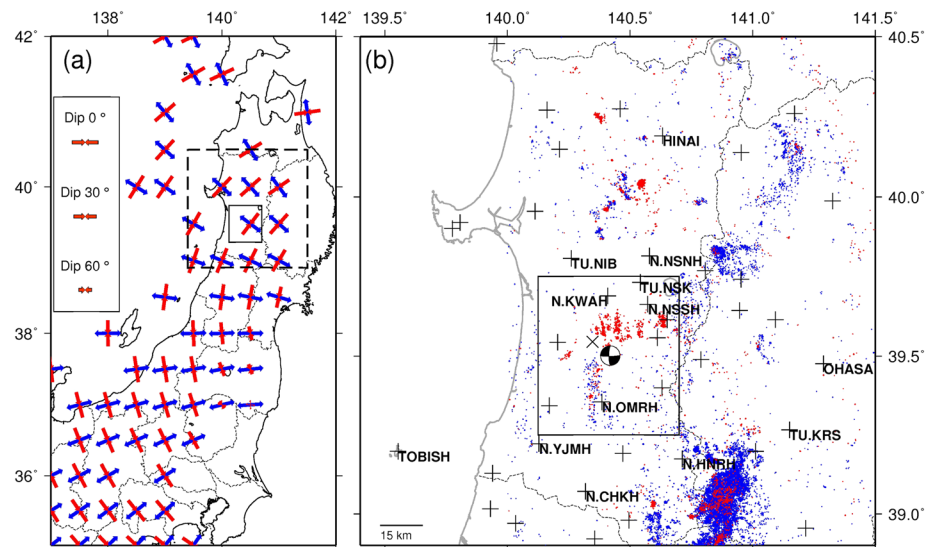 138˚ 140˚ 142˚
42˚
40˚
38˚
36˚
(a)
Dip 0 º
Dip 30 º
Dip 60 º
139.5˚ 140.0˚ 140.5˚ 141.0˚ 141.5˚
40.5˚
40.0˚
39.5˚
39.0˚
(b)
HINAI
TU.NIB
N.NSNH
TU.NSK
N.KWAH
N.NSSH
OHASA
N.OMRH
TU.KRS
N.YJMH
TOBISH
N.HNRH
N.CHKH
15 km